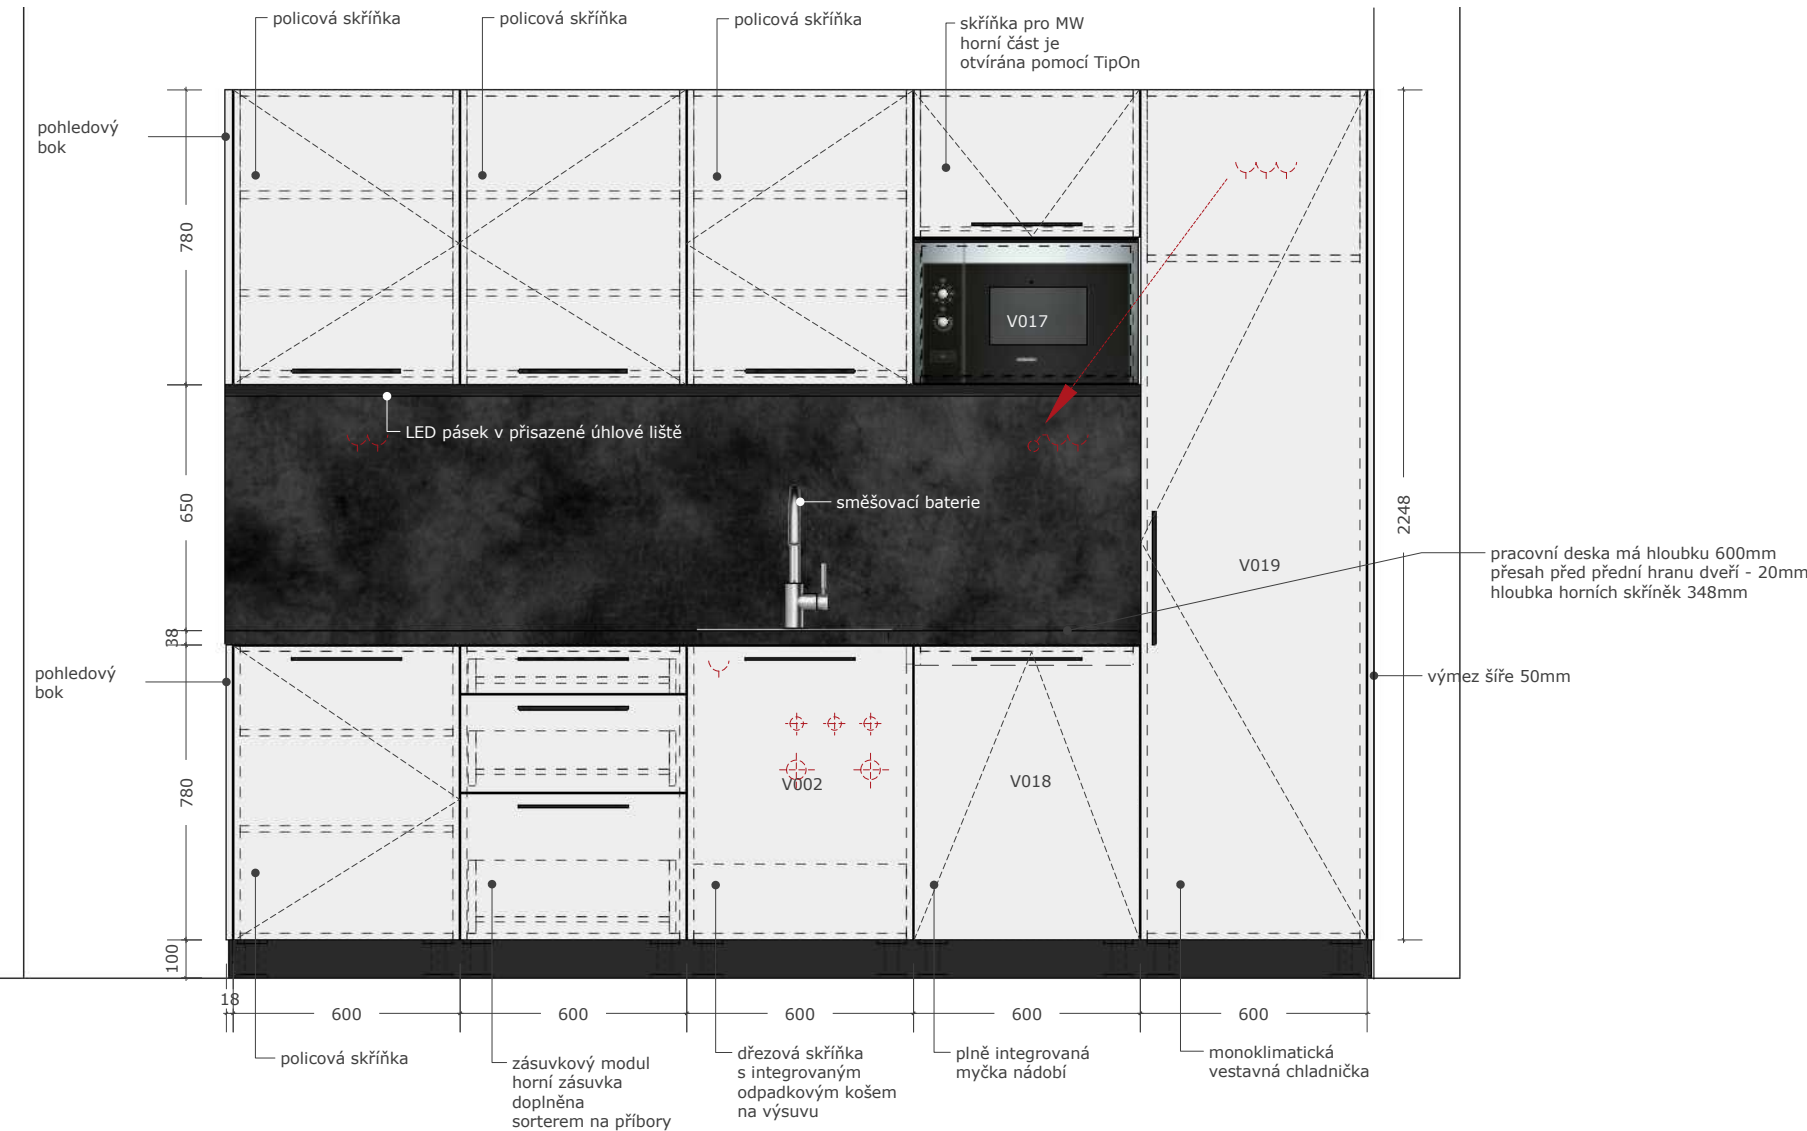 policová skříňka
policová skříňka
policová skříňka
skříňka pro MW
horní část je
otvírána pomocí TipOn
pohledový
bok
780
V017
LED pásek v přisazené úhlové liště
650
směšovací baterie
2248
V019
pracovní deska má hloubku 600mm
přesah před přední hranu dveří - 20mm
hloubka horních skříněk 348mm
38
pohledový
bok
výmez šíře 50mm
780
V002
V018
100
18
600
600
600
600
600
policová skříňka
zásuvkový modul
horní zásuvka
doplněna
sorterem na příbory
dřezová skříňka
s integrovaným
odpadkovým košem
na výsuvu
plně integrovaná
myčka nádobí
monoklimatická
vestavná chladnička